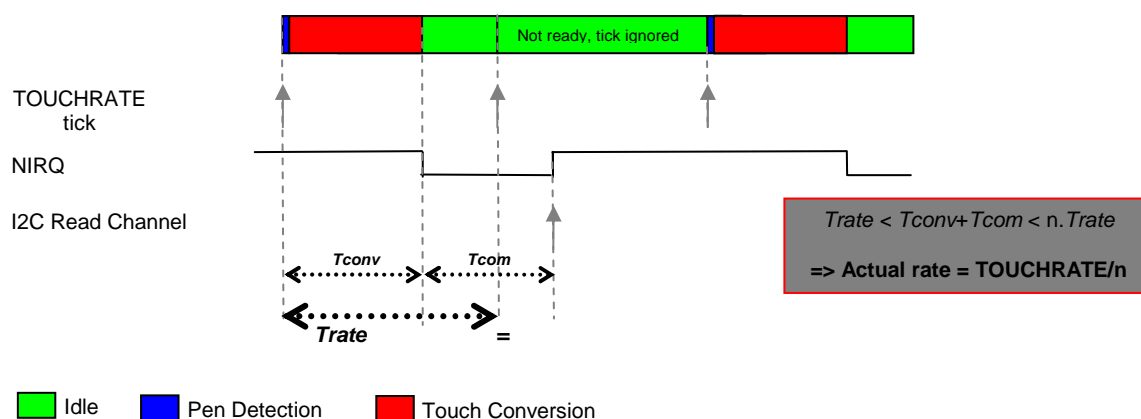 Not ready, tick ignored
TOUCHRATE
tick
NIRQ
I2C Read Channel
Trate < Tconv+Tcom < n.Trate
=> Actual rate = TOUCHRATE/n
Tconv
Tcom
Trate
=
Idle
Pen Detection
Touch Conversion